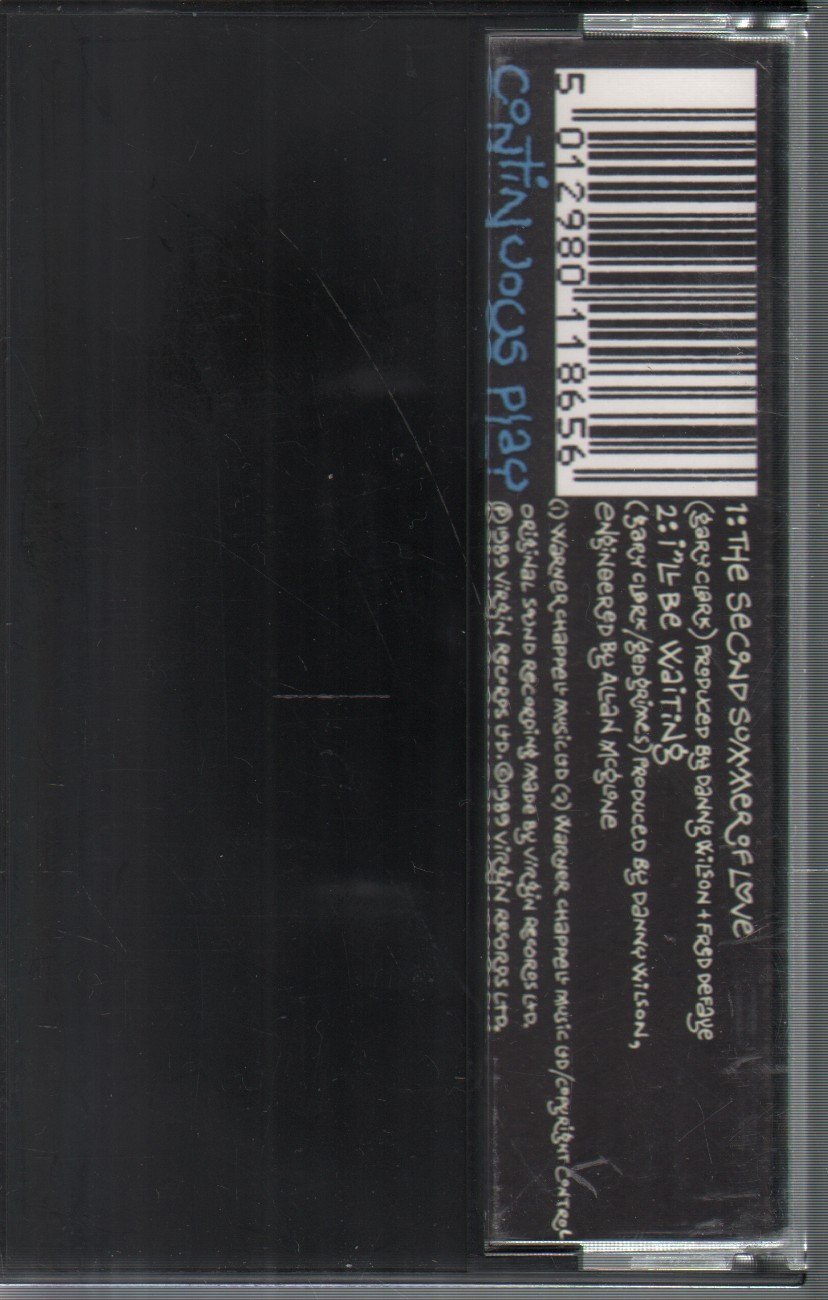 5 012980 118656
continuous play
1: THE SECOND SUMMER OF LOVE
(GARY CLARK) PRODUCED BY DANNY WILSON + FRED DEFAYE
2: i'LL BE WAITING
(GARY CLARK/GED GRIMES) PRODUCED BY DANNY WILSON,
ENGINEERED BY ALLAN MCGLONE
(1) WARNER CHAPPELL MUSIC LTD (2) WARNER CHAPPELL MUSIC LTD/COPYRIGHT CONTROL
ORIGINAL SOUND RECORDING MADE BY VIRGIN RECORDS LTD.
℗1989 VIRGIN RECORDS LTD. ©1989 VIRGIN RECORDS LTD.